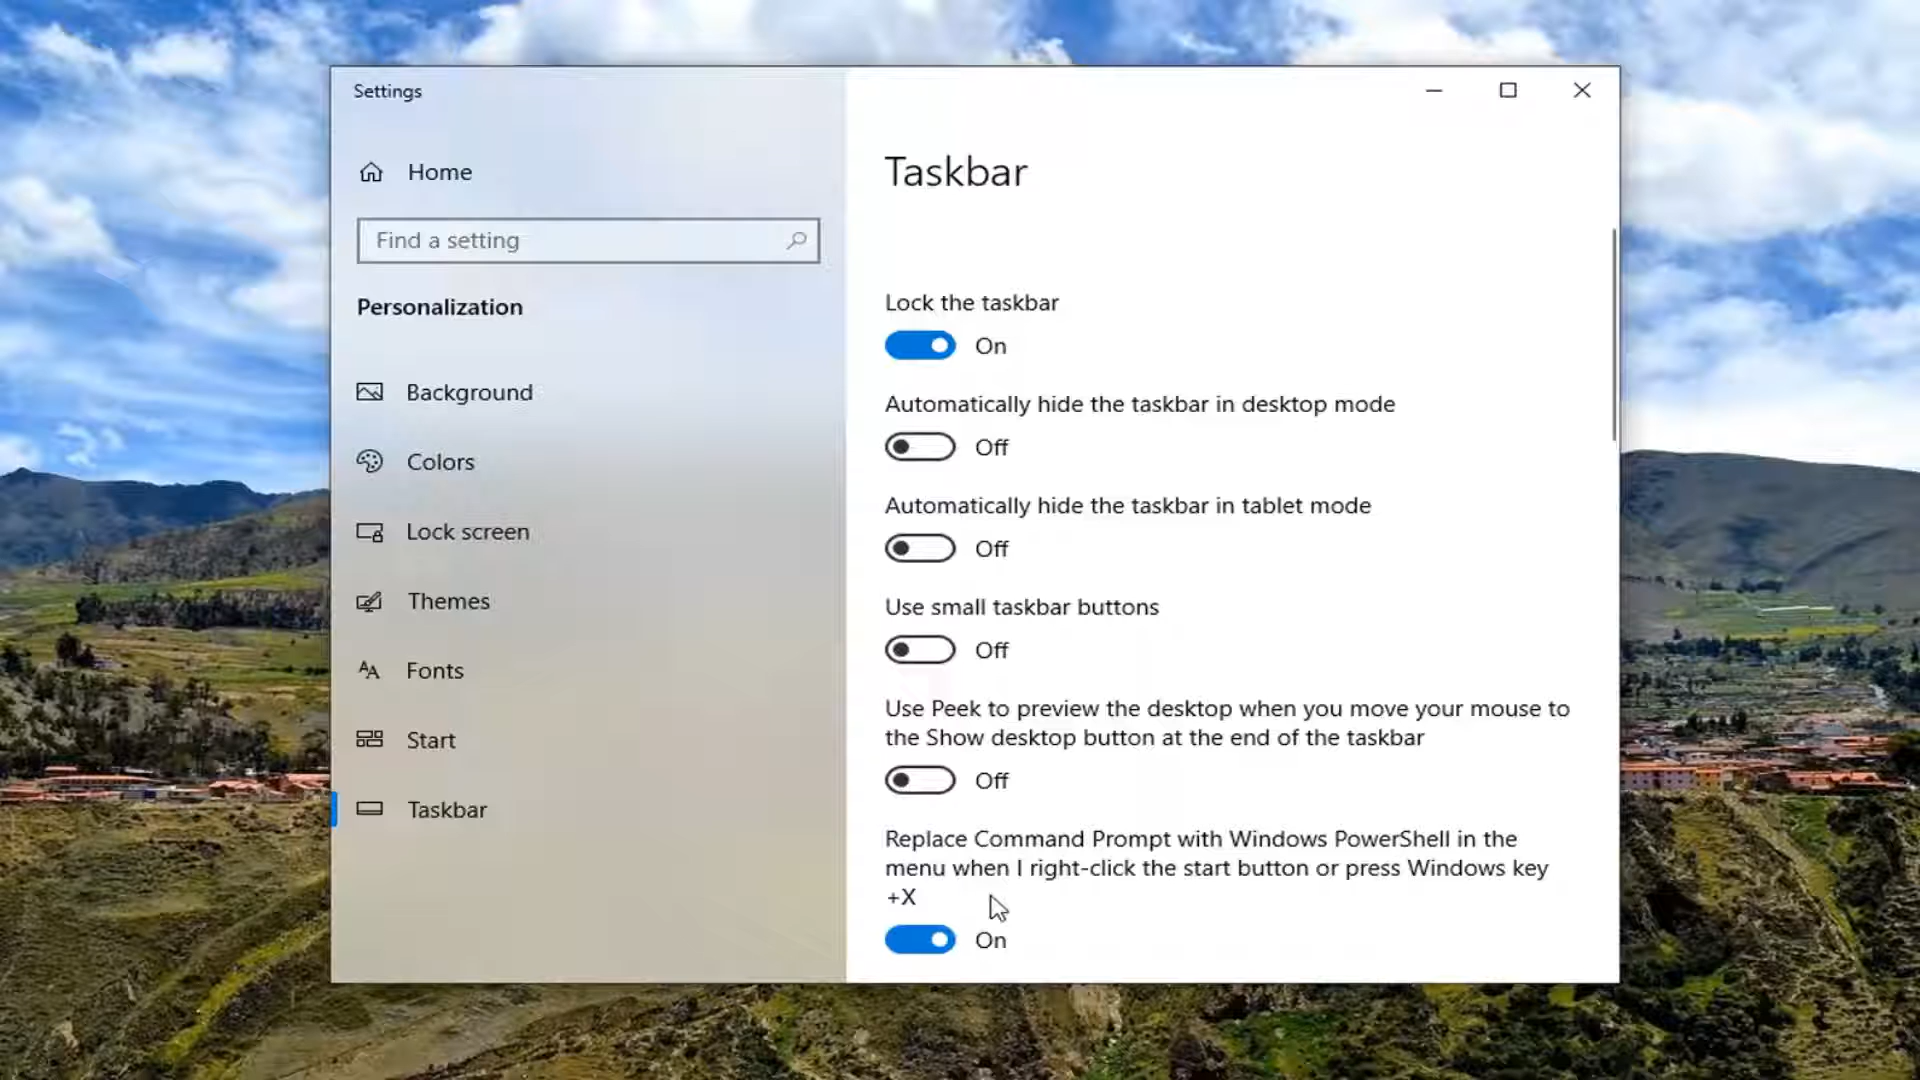 Settings
Home
Find a setting
Personalization
Background
Colors
Lock screen
Themes
Fonts
Start
Taskbar
Taskbar
Lock the taskbar
On
Automatically hide the taskbar in desktop mode
Off
Automatically hide the taskbar in tablet mode
Off
Use small taskbar buttons
Off
Use Peek to preview the desktop when you move your mouse to
the Show desktop button at the end of the taskbar
Off
Replace Command Prompt with Windows PowerShell in the
menu when I right-click the start button or press Windows key
+X
On